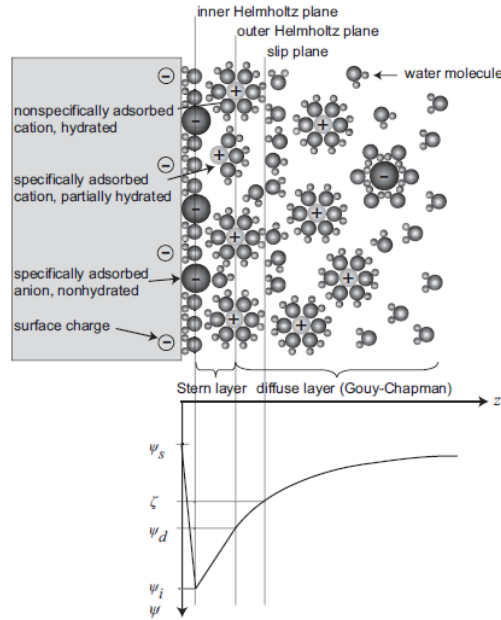 inner Helmholtz plane
outer Helmholtz plane
slip plane
water molecule
nonspecifically adsorbed
cation, hydrated
specifically adsorbed
cation, partially hydrated
specifically adsorbed
anion, nonhydrated
surface charge
Stern layer
diffuse layer (Gouy-Chapman)
z
ψs
ζ
ψd
ψi
ψ